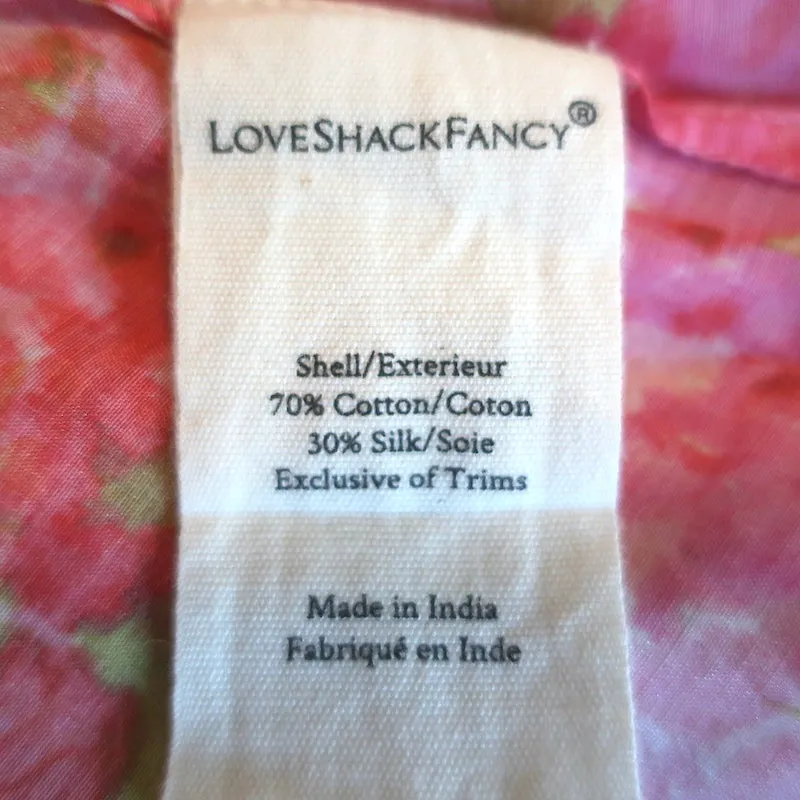 LOVESHACKFANCY®
Shell/Exterieur
70% Cotton/Coton
30% Silk/Soie
Exclusive of Trims
Made in India
Fabriqué en Inde